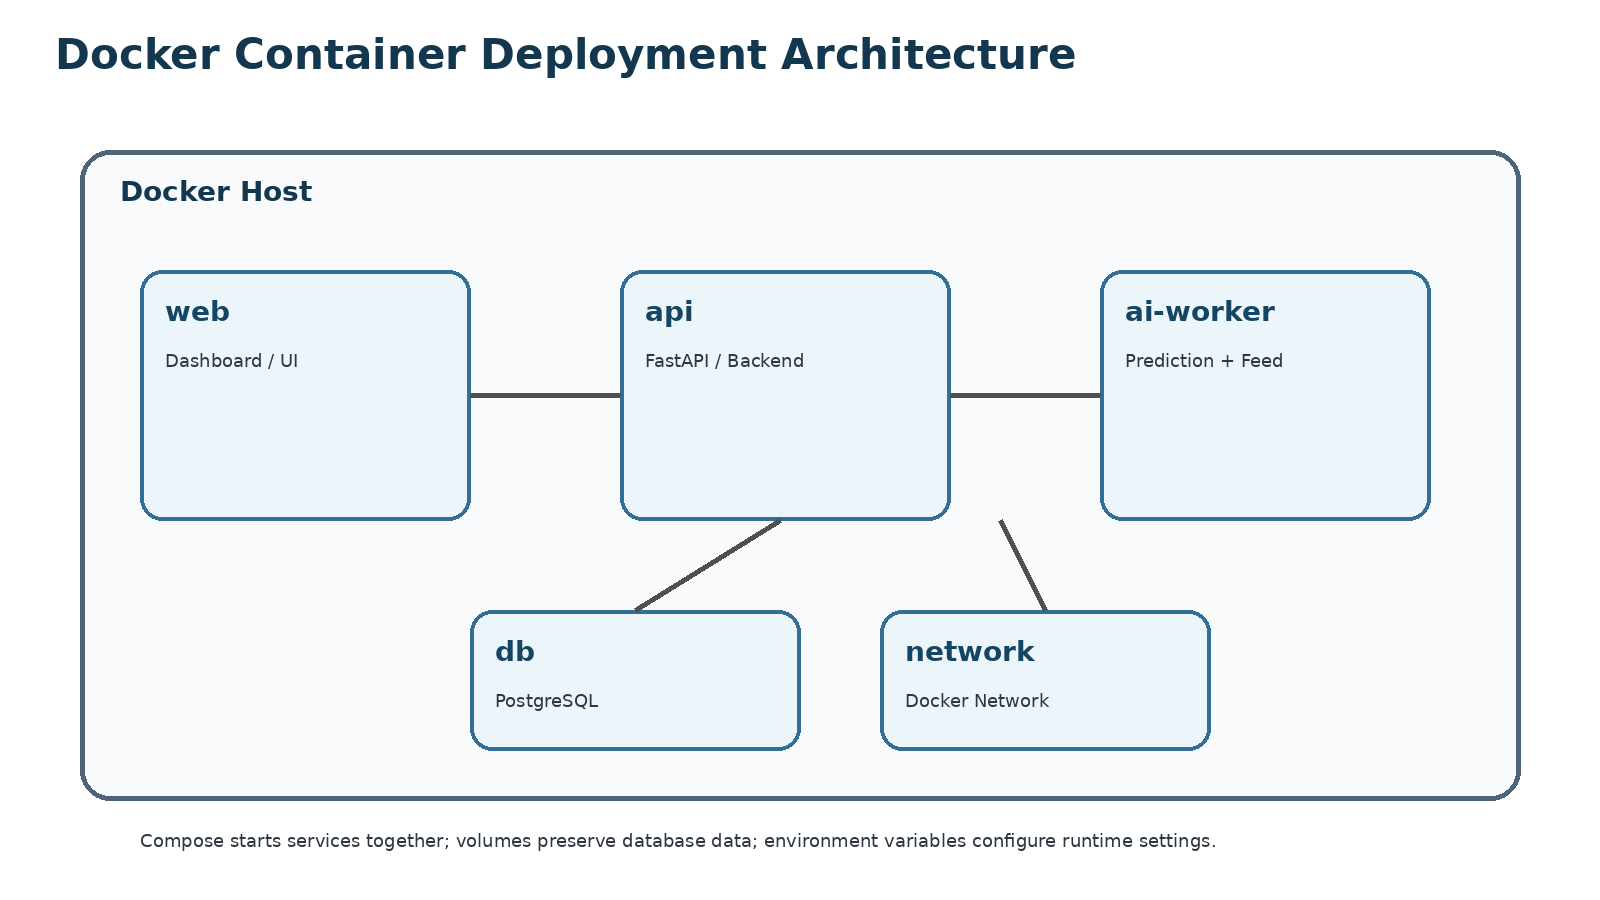 Docker Container Deployment Architecture
Docker Host
web
Dashboard / UI
api
FastAPI / Backend
ai-worker
Prediction + Feed
db
PostgreSQL
network
Docker Network
Compose starts services together; volumes preserve database data; environment variables configure runtime settings.